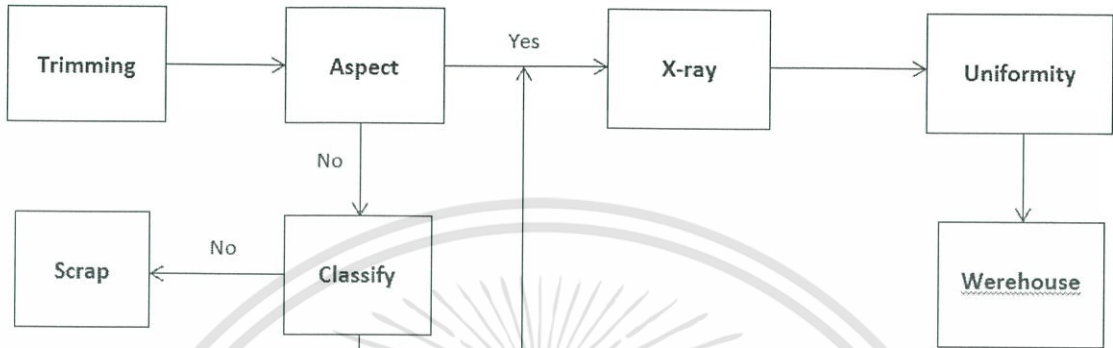 Yes
Trimming
Aspect
X-ray
Uniformity
No
No
Scrap
Classify
Werehouse